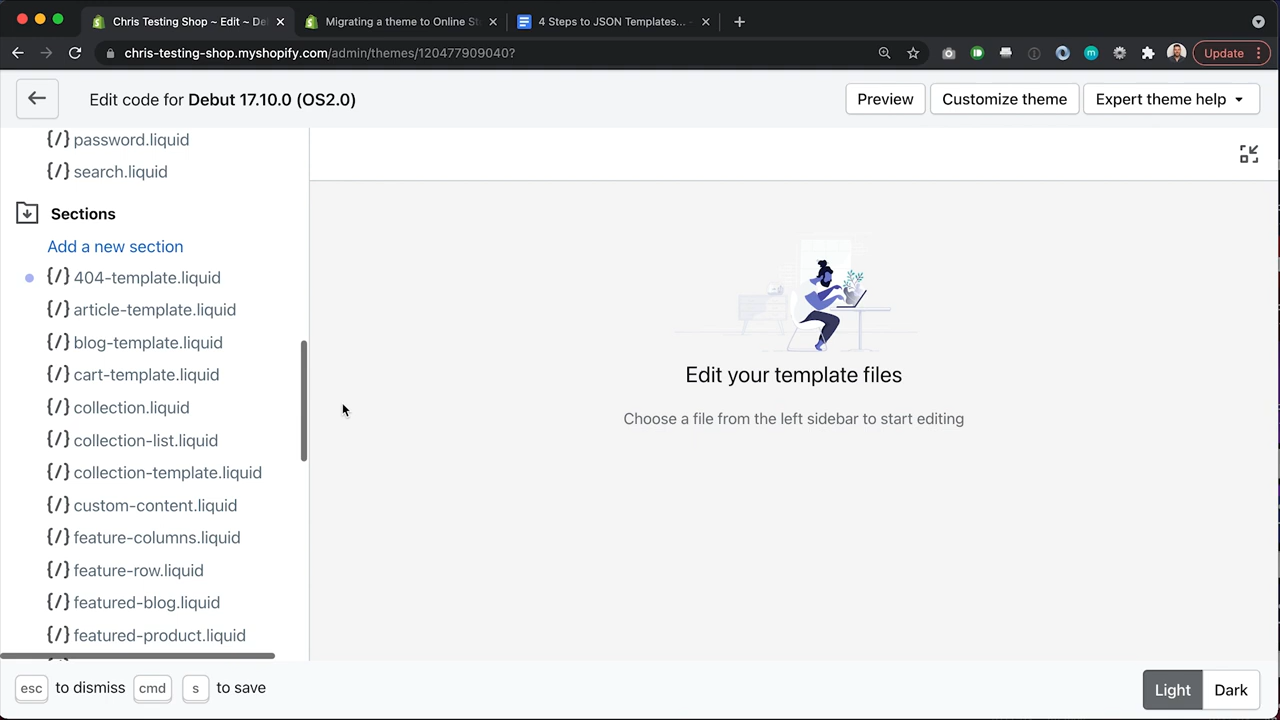 Chris Testing Shop ~ Edit ~ Deb
Migrating a theme to Online St
4 Steps to JSON Templates...
chris-testing-shop.myshopify.com/admin/themes/120477909040?
Update
Edit code for Debut 17.10.0 (OS2.0)
Preview
Customize theme
Expert theme help
{/} password.liquid
{/} search.liquid
Sections
Add a new section
{/} 404-template.liquid
{/} article-template.liquid
{/} blog-template.liquid
{/} cart-template.liquid
{/} collection.liquid
{/} collection-list.liquid
{/} collection-template.liquid
{/} custom-content.liquid
{/} feature-columns.liquid
{/} feature-row.liquid
{/} featured-blog.liquid
{/} featured-product.liquid
Edit your template files
Choose a file from the left sidebar to start editing
esc to dismiss cmd s to save
Light Dark